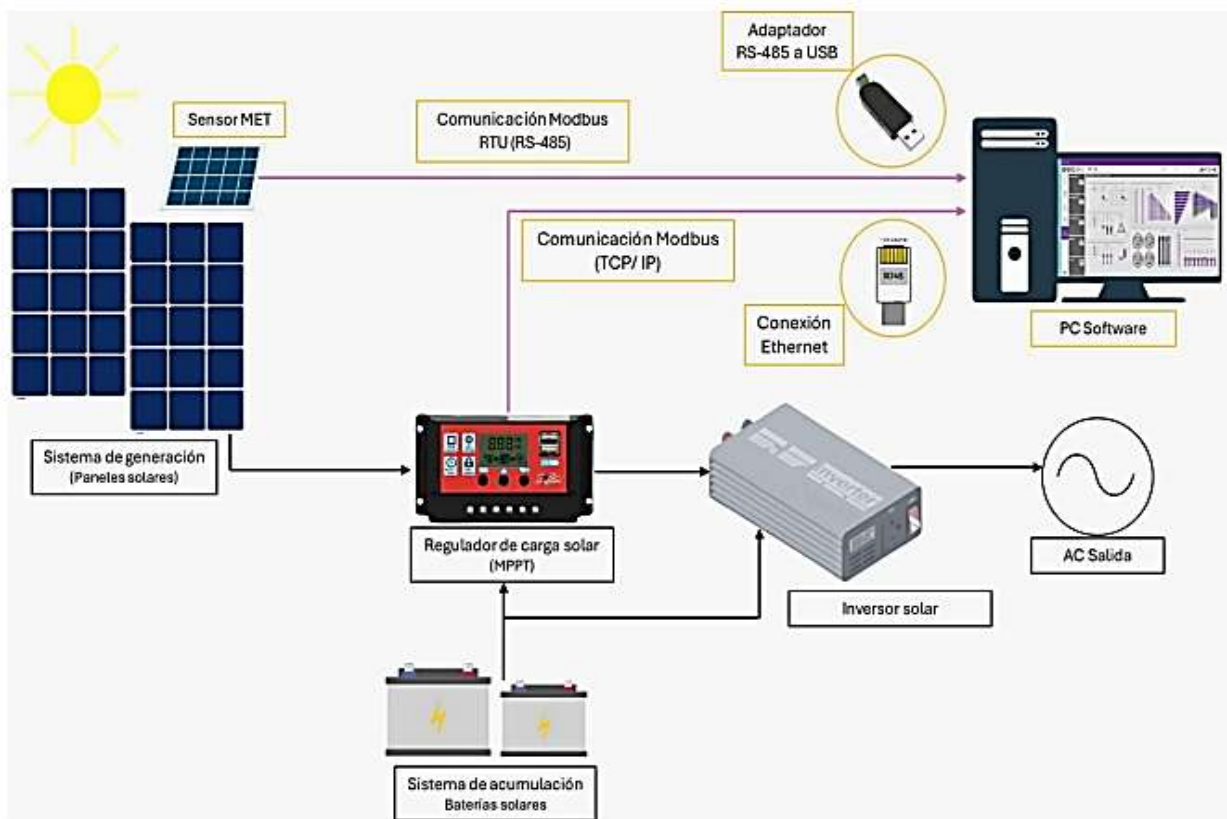 Adaptador
RS-485 a USB
Sensor MET
Comunicación Modbus
RTU (RS-485)
Comunicación Modbus
(TCP/ IP)
RJ45
Conexión
Ethernet
PC Software
Sistema de generación
(Paneles solares)
Regulador de carga solar
(MPPT)
inverter
Inversor solar
AC Salida
Sistema de acumulación
Baterías solares